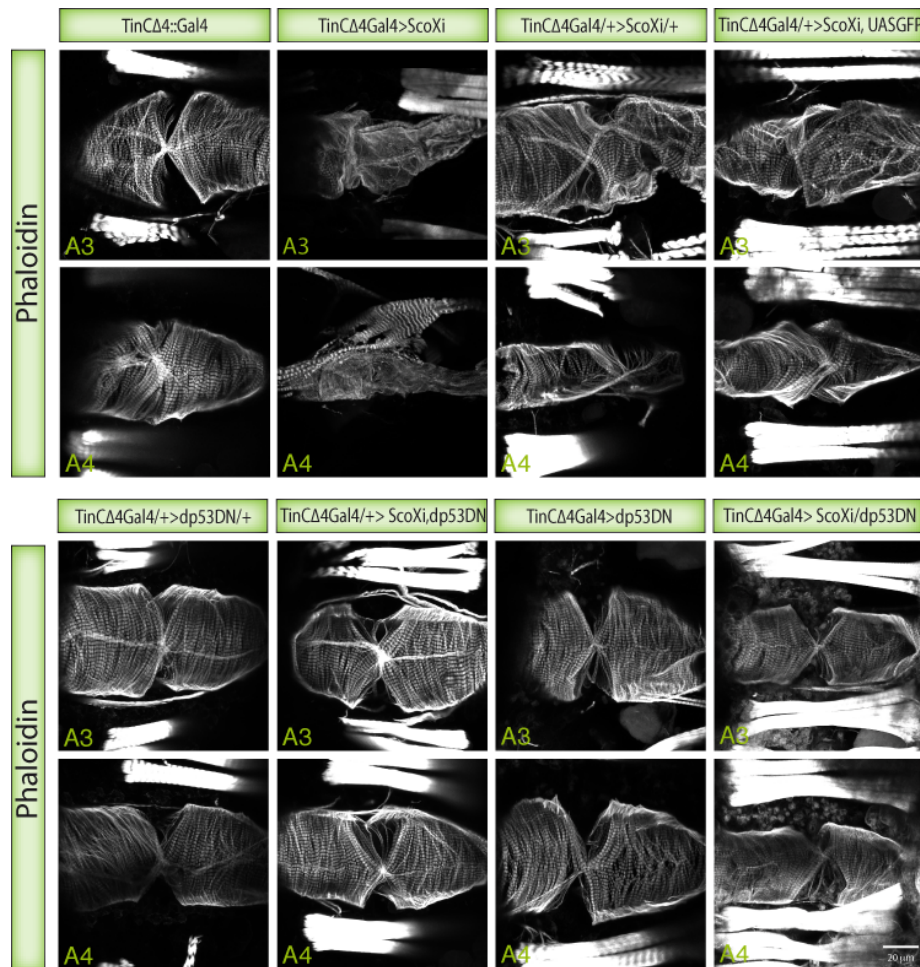 TinCΔ4::Gal4
TinCΔ4Gal4>ScoXi
TinCΔ4Gal4/+>ScoXi/+
TinCΔ4Gal4/+>ScoXi, UASGFP
Phaloidin
A3
A3
A3
A3
A4
A4
A4
A4
TinCΔ4Gal4/+>dp53DN/+
TinCΔ4Gal4/+> ScoXi,dp53DN
TinCΔ4Gal4>dp53DN
TinCΔ4Gal4> ScoXi/dp53DN
Phaloidin
A3
A3
A3
A3
A4
A4
A4
A4
20 µm